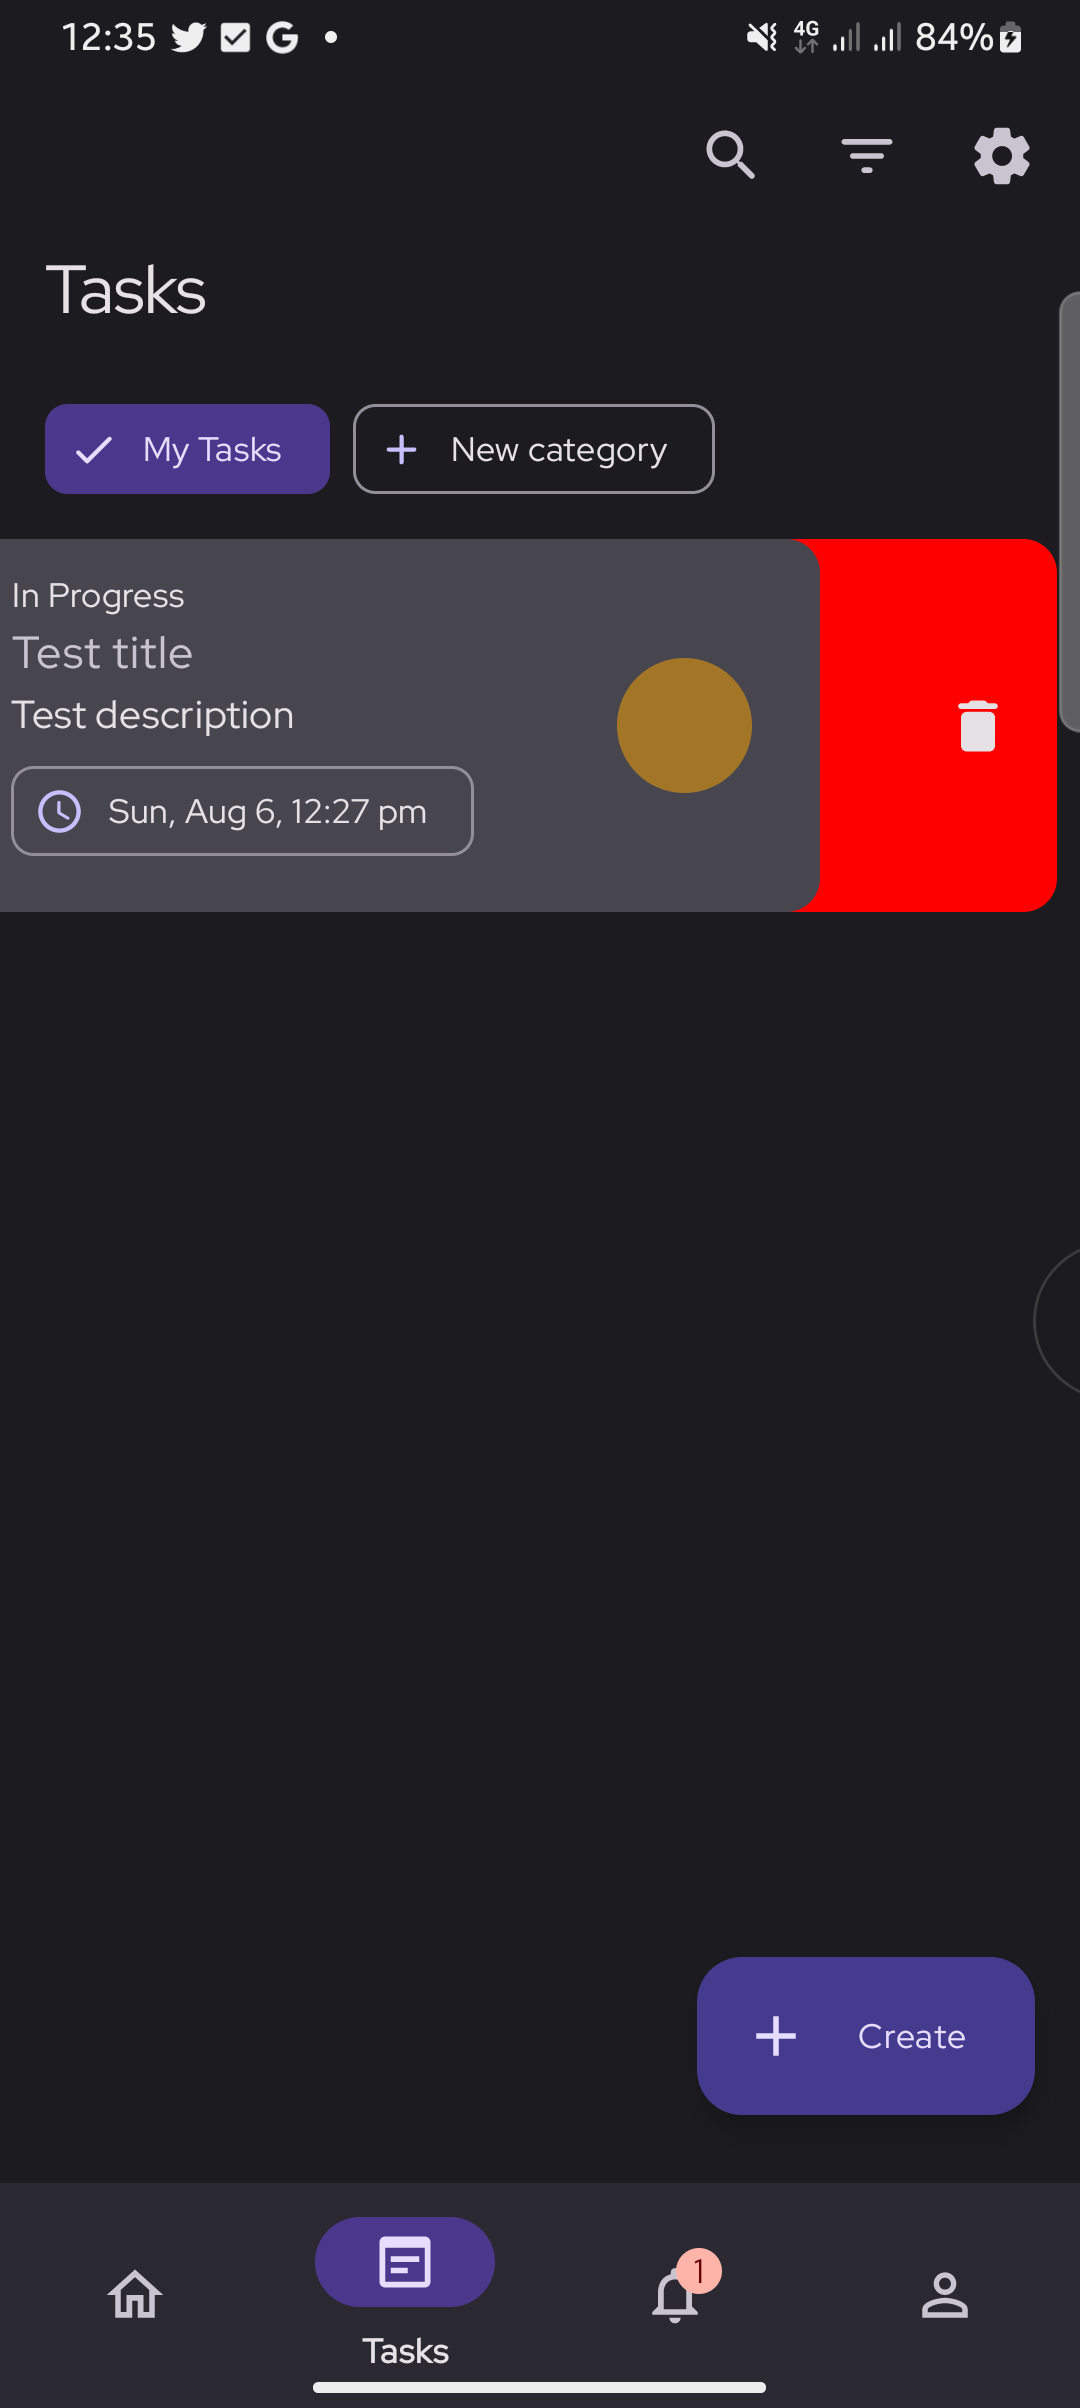 12:35 4G 84%
Tasks
My Tasks New category
In Progress
Test title
Test description
Sun, Aug 6, 12:27 pm
Create
1
Tasks